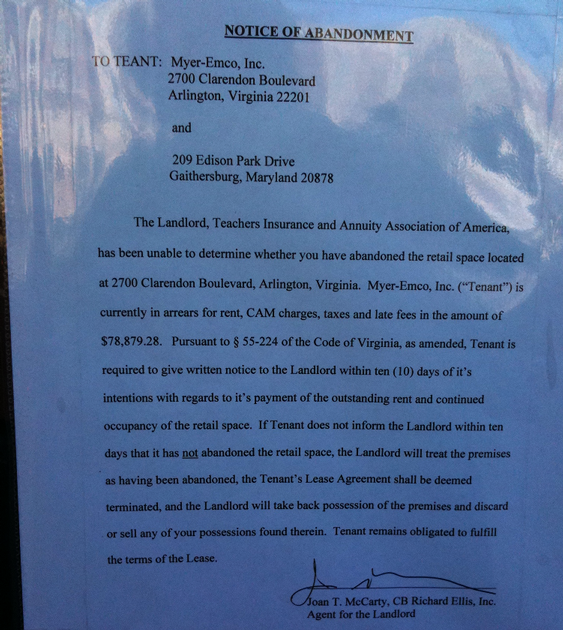 NOTICE OF ABANDONMENT
TO TEANT: Myer-Emco, Inc.
2700 Clarendon Boulevard
Arlington, Virginia 22201
and
209 Edison Park Drive
Gaithersburg, Maryland 20878
The Landlord, Teachers Insurance and Annuity Association of America,
has been unable to determine whether you have abandoned the retail space located
at 2700 Clarendon Boulevard, Arlington, Virginia. Myer-Emco, Inc. ("Tenant") is
currently in arrears for rent, CAM charges, taxes and late fees in the amount of
$78,879.28. Pursuant to § 55-224 of the Code of Virginia, as amended, Tenant is
required to give written notice to the Landlord within ten (10) days of it's
intentions with regards to it's payment of the outstanding rent and continued
occupancy of the retail space. If Tenant does not inform the Landlord within ten
days that it has not abandoned the retail space, the Landlord will treat the premises
as having been abandoned, the Tenant's Lease Agreement shall be deemed
terminated, and the Landlord will take back possession of the premises and discard
or sell any of your possessions found therein. Tenant remains obligated to fulfill
the terms of the Lease.
Joan T. McCarty, CB Richard Ellis, Inc.
Agent for the Landlord